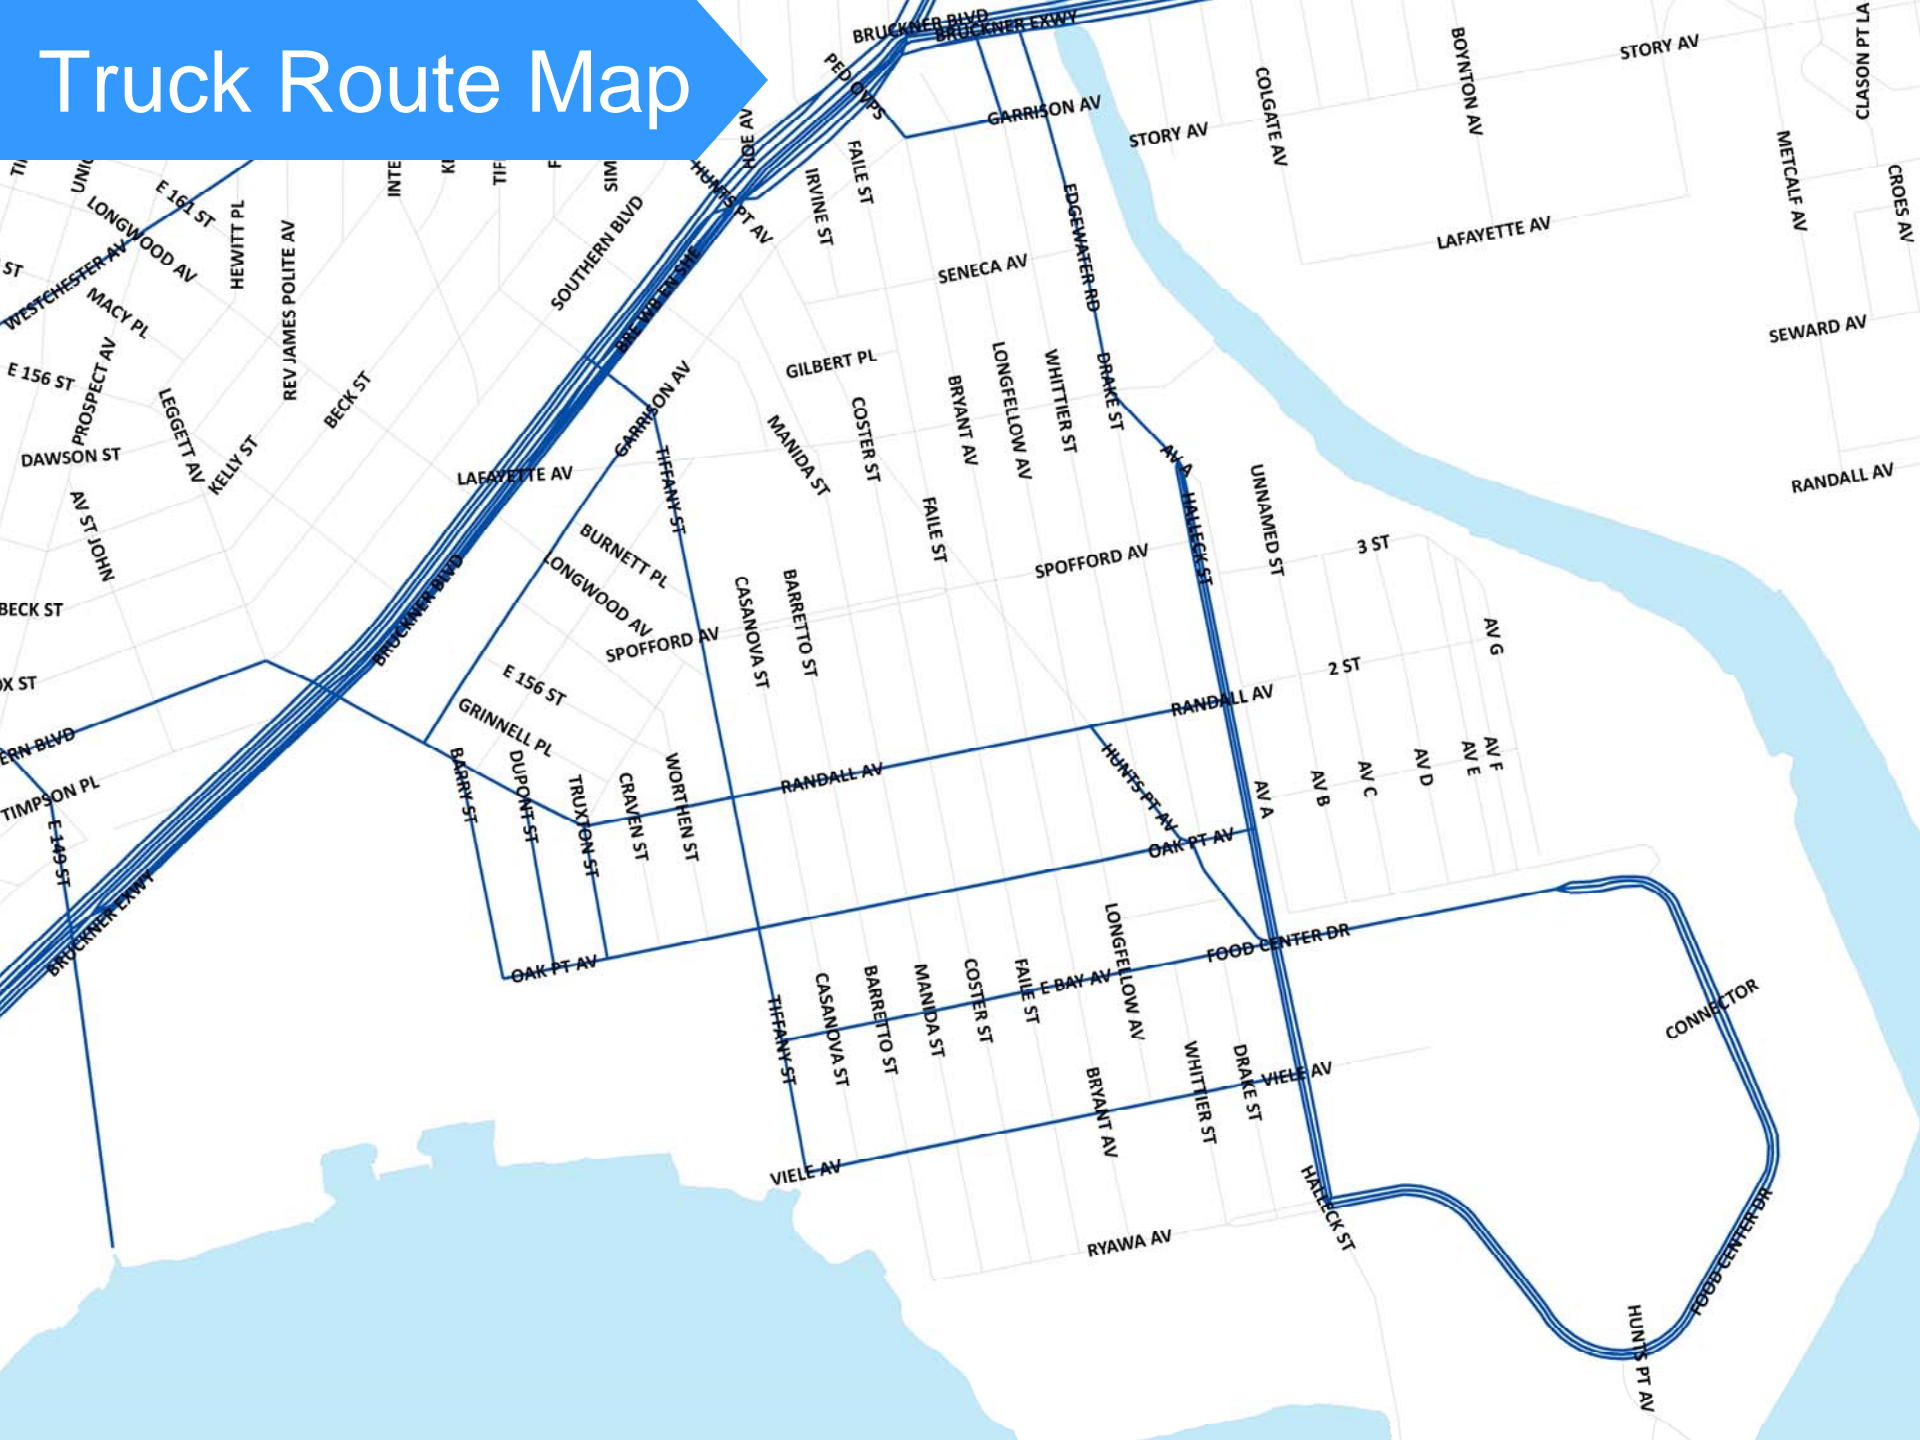 Truck Route Map
BRUCKNER BLVD
BRUCKNER EXWY
PED OVPS
GARRISON AV
STORY AV
STORY AV
COLGATE AV
BOYNTON AV
CLASON PT LA
METCALF AV
CROES AV
HOE AV
HUNTS PT AV
IRVINE ST
FAILE ST
E 161 ST
LONGWOOD AV
HEWITT PL
REV JAMES POLITE AV
SOUTHERN BLVD
WESTCHESTER AV
ST
MACY PL
E 156 ST
PROSPECT AV
LEGGETT AV
BECK ST
KELLY ST
DAWSON ST
AV ST JOHN
BRE WB EN SHE
EDGEWATER RD
SENECA AV
LAFAYETTE AV
SEWARD AV
RANDALL AV
GILBERT PL
GARRISON AV
LAFAYETTE AV
TIFFANY ST
MANIDA ST
COSTER ST
BRYANT AV
LONGFELLOW AV
WHITTIER ST
DRAKE ST
AV A
HALLECK ST
UNNAMED ST
3 ST
FAILE ST
SPOFFORD AV
BURNETT PL
LONGWOOD AV
SPOFFORD AV
CASANOVA ST
BARRETTO ST
BRUCKNER BLVD
BECK ST
OX ST
ERN BLVD
TIMPSON PL
E 149 ST
BRUCKNER EXWY
E 156 ST
GRINNELL PL
BARRY ST
DUPONT ST
TRUXTON ST
CRAVEN ST
WORTHEN ST
RANDALL AV
RANDALL AV
2 ST
AV G
HUNTS PT AV
AV A
AV B
AV C
AV D
AV E
AV F
OAK PT AV
OAK PT AV
FOOD CENTER DR
E BAY AV
LONGFELLOW AV
TIFFANY ST
CASANOVA ST
BARRETTO ST
MANIDA ST
COSTER ST
FAILE ST
BRYANT AV
WHITTIER ST
DRAKE ST
VIELE AV
VIELE AV
CONNECTOR
HALLECK ST
RYAWA AV
FOOD CENTER DR
HUNTS PT AV